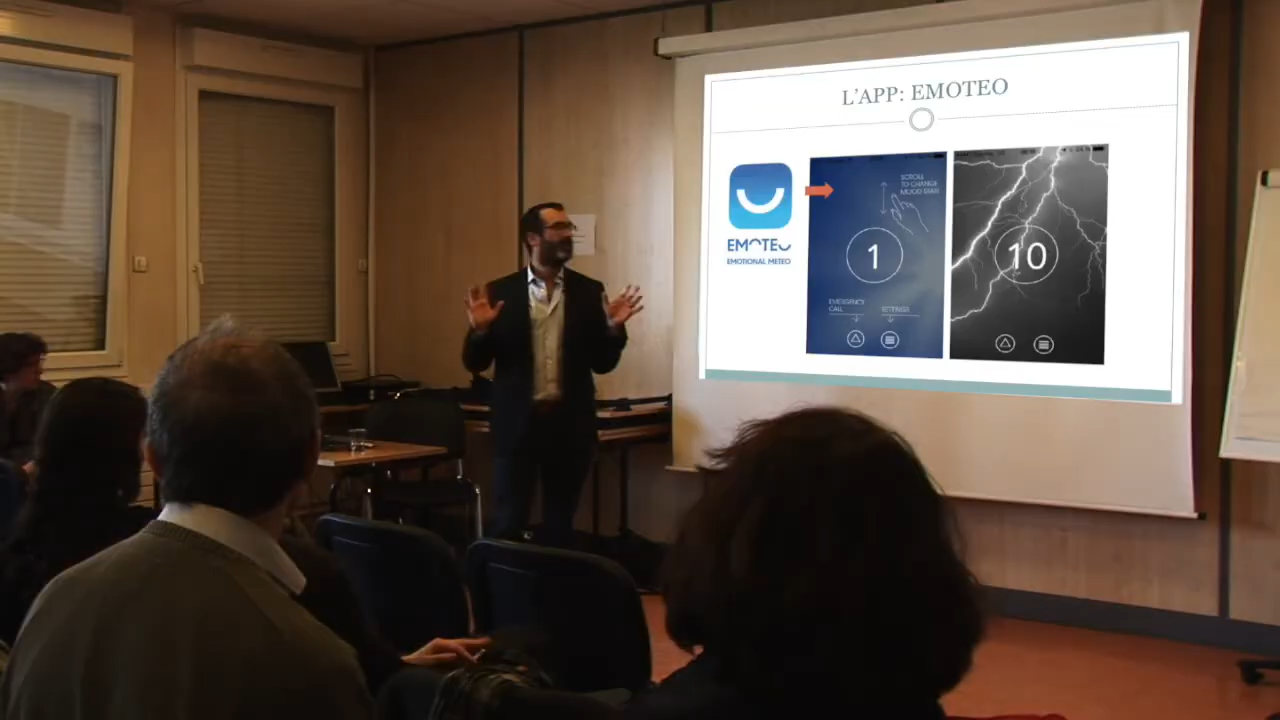 L'APP: EMOTEO
EMOTEO
EMOTIONAL METEO
SCROLL
TO CHANGE
MOOD STATE
1
EMERGENCY
CALL
SETTINGS
10